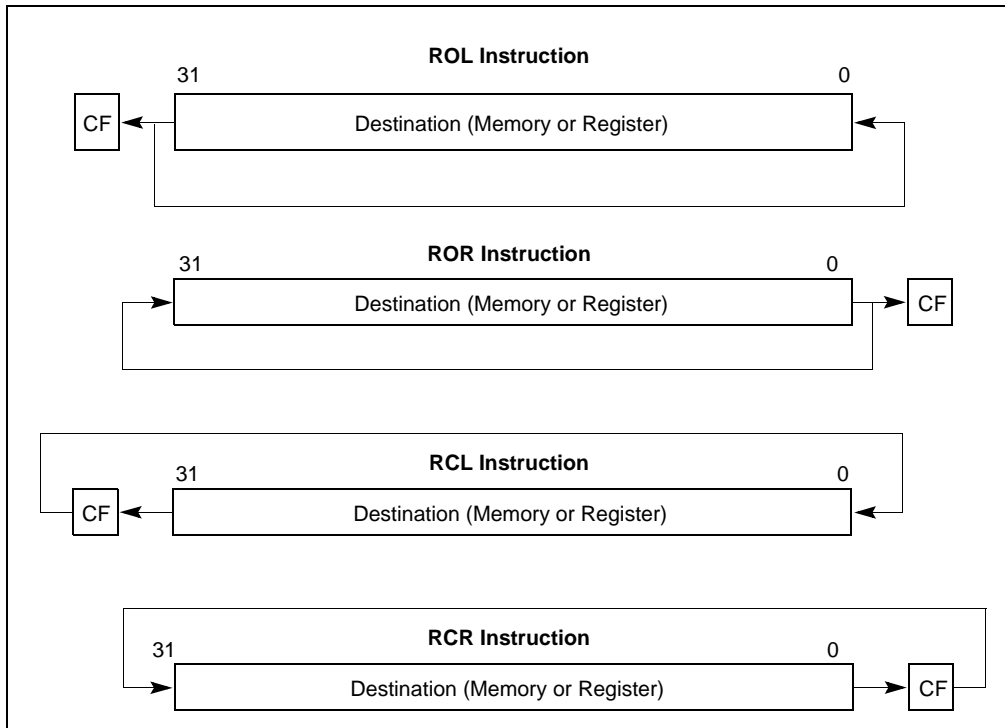 ROL Instruction
31 0
CF Destination (Memory or Register)
ROR Instruction
31 0
Destination (Memory or Register) CF
RCL Instruction
31 0
CF Destination (Memory or Register)
RCR Instruction
31 0
Destination (Memory or Register) CF